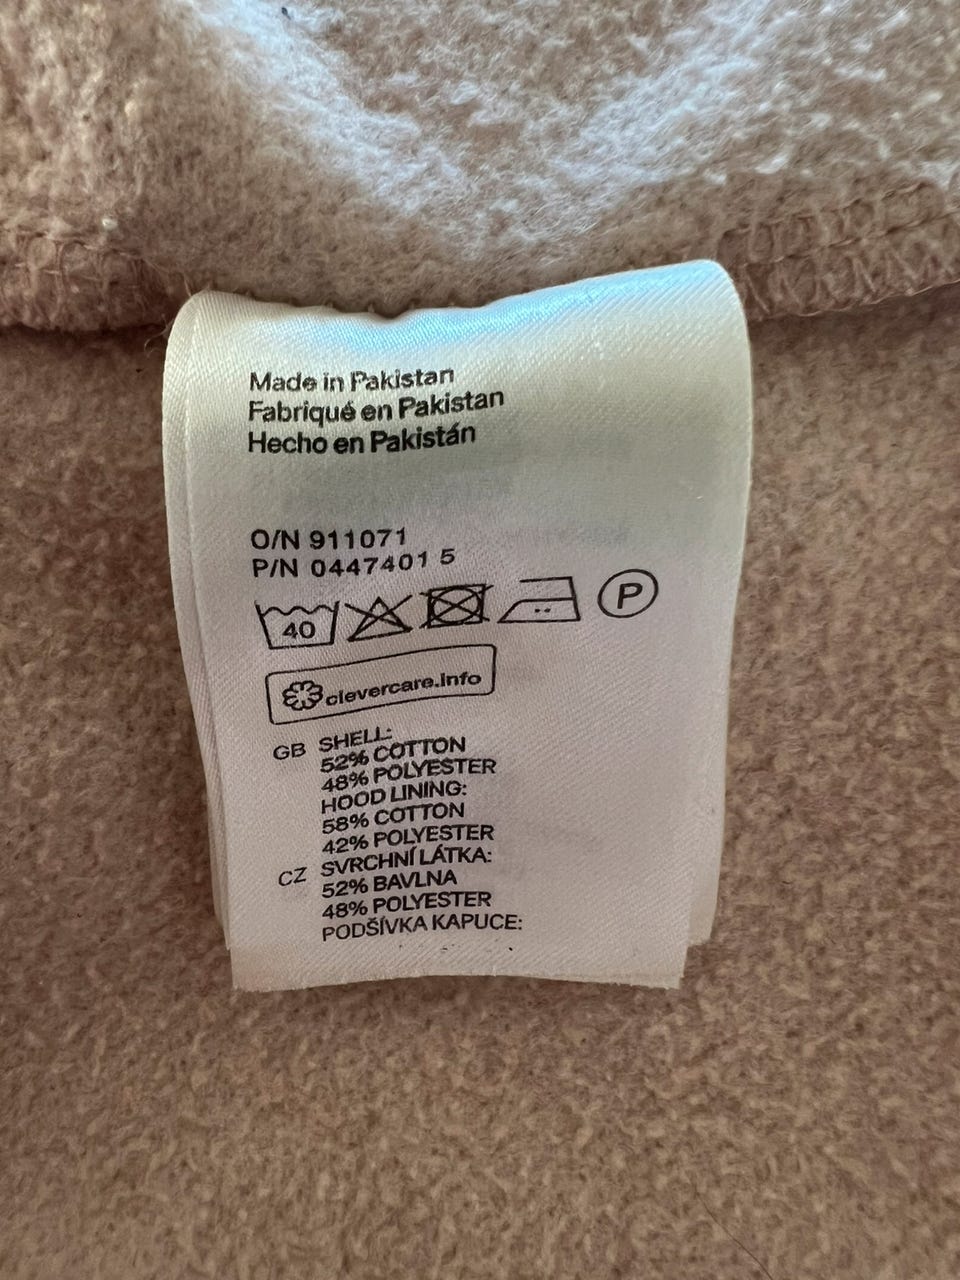 Made in Pakistan
Fabriqué en Pakistan
Hecho en Pakistán
O/N 911071
P/N 0447401 5
40 P
clevercare.info
GB SHELL:
52% COTTON
48% POLYESTER
HOOD LINING:
58% COTTON
42% POLYESTER
CZ SVRCHNÍ LÁTKA:
52% BAVLNA
48% POLYESTER
PODŠÍVKA KAPUCE: